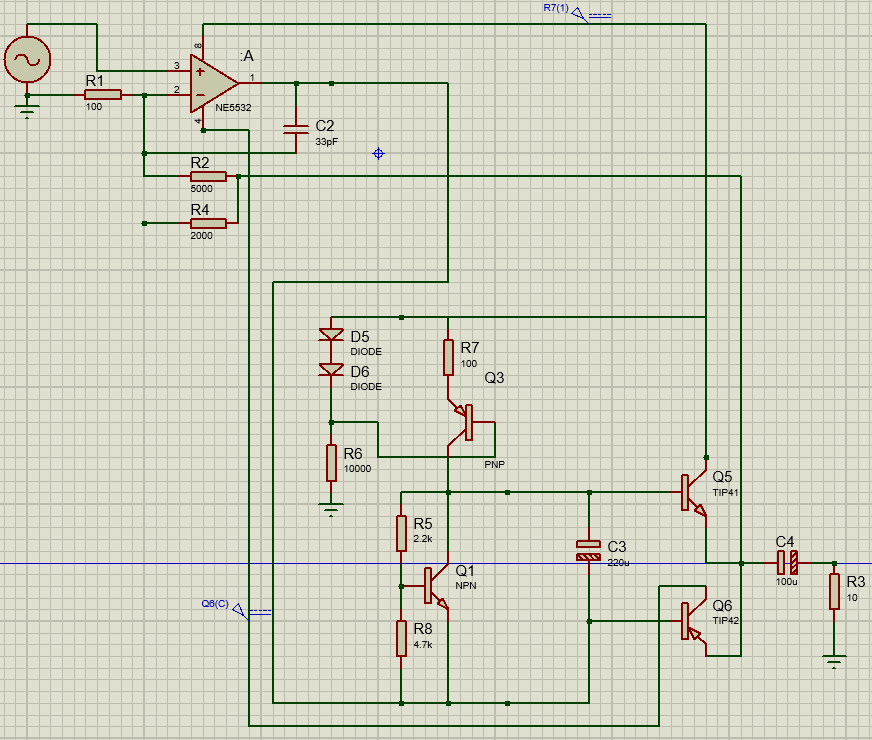 R7(1)
:A
8
3
1
2
NE5532
4
R1
100
C2
33pF
R2
5000
R4
2000
D5
DIODE
R7
100
D6
DIODE
Q3
R6
10000
PNP
Q5
TIP41
R5
2.2k
C3
220u
C4
100u
Q1
NPN
R3
10
Q6(C)
Q6
TIP42
R8
4.7k